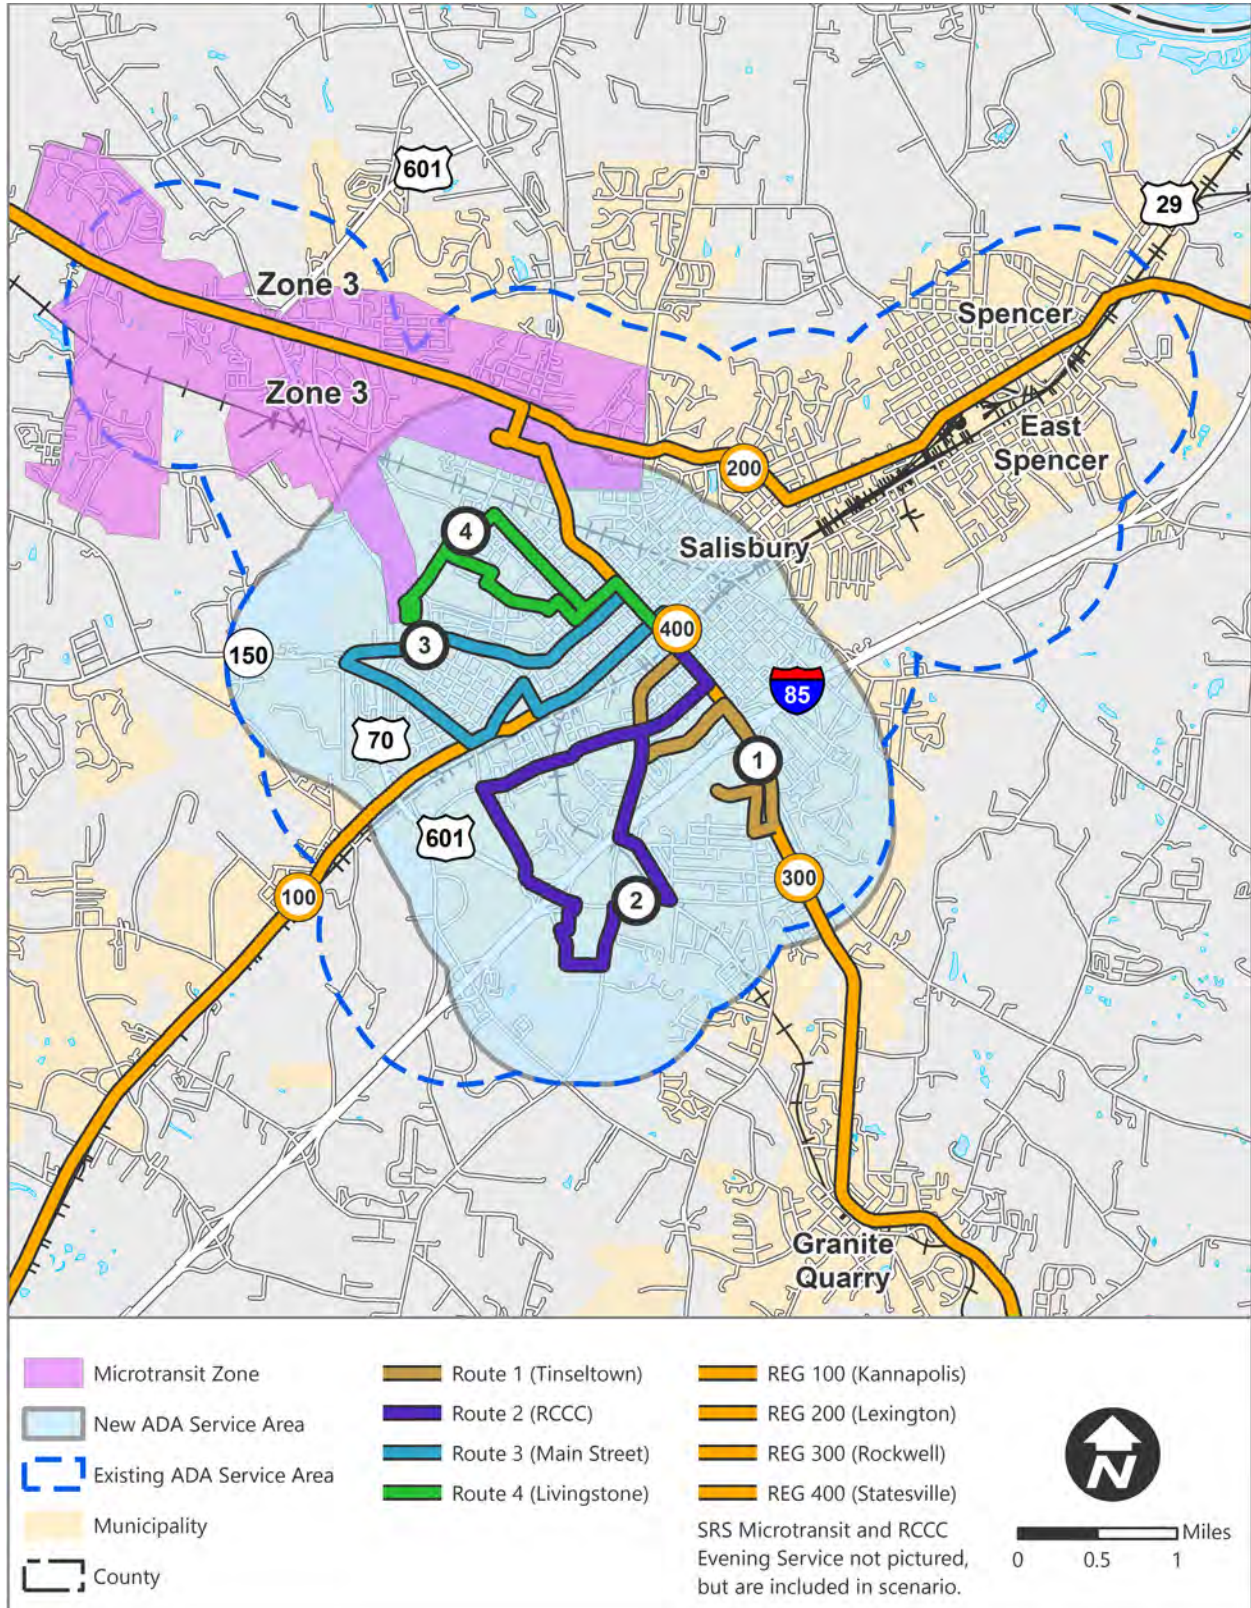 601
29
Zone 3
Spencer
Zone 3
East
Spencer
200
4
Salisbury
400
3
150
85
70
1
601
300
100
2
Granite
Quarry
Microtransit Zone
New ADA Service Area
Existing ADA Service Area
Municipality
County
Route 1 (Tinseltown)
Route 2 (RCCC)
Route 3 (Main Street)
Route 4 (Livingstone)
REG 100 (Kannapolis)
REG 200 (Lexington)
REG 300 (Rockwell)
REG 400 (Statesville)
SRS Microtransit and RCCC
Evening Service not pictured,
but are included in scenario.
N
Miles
0 0.5 1